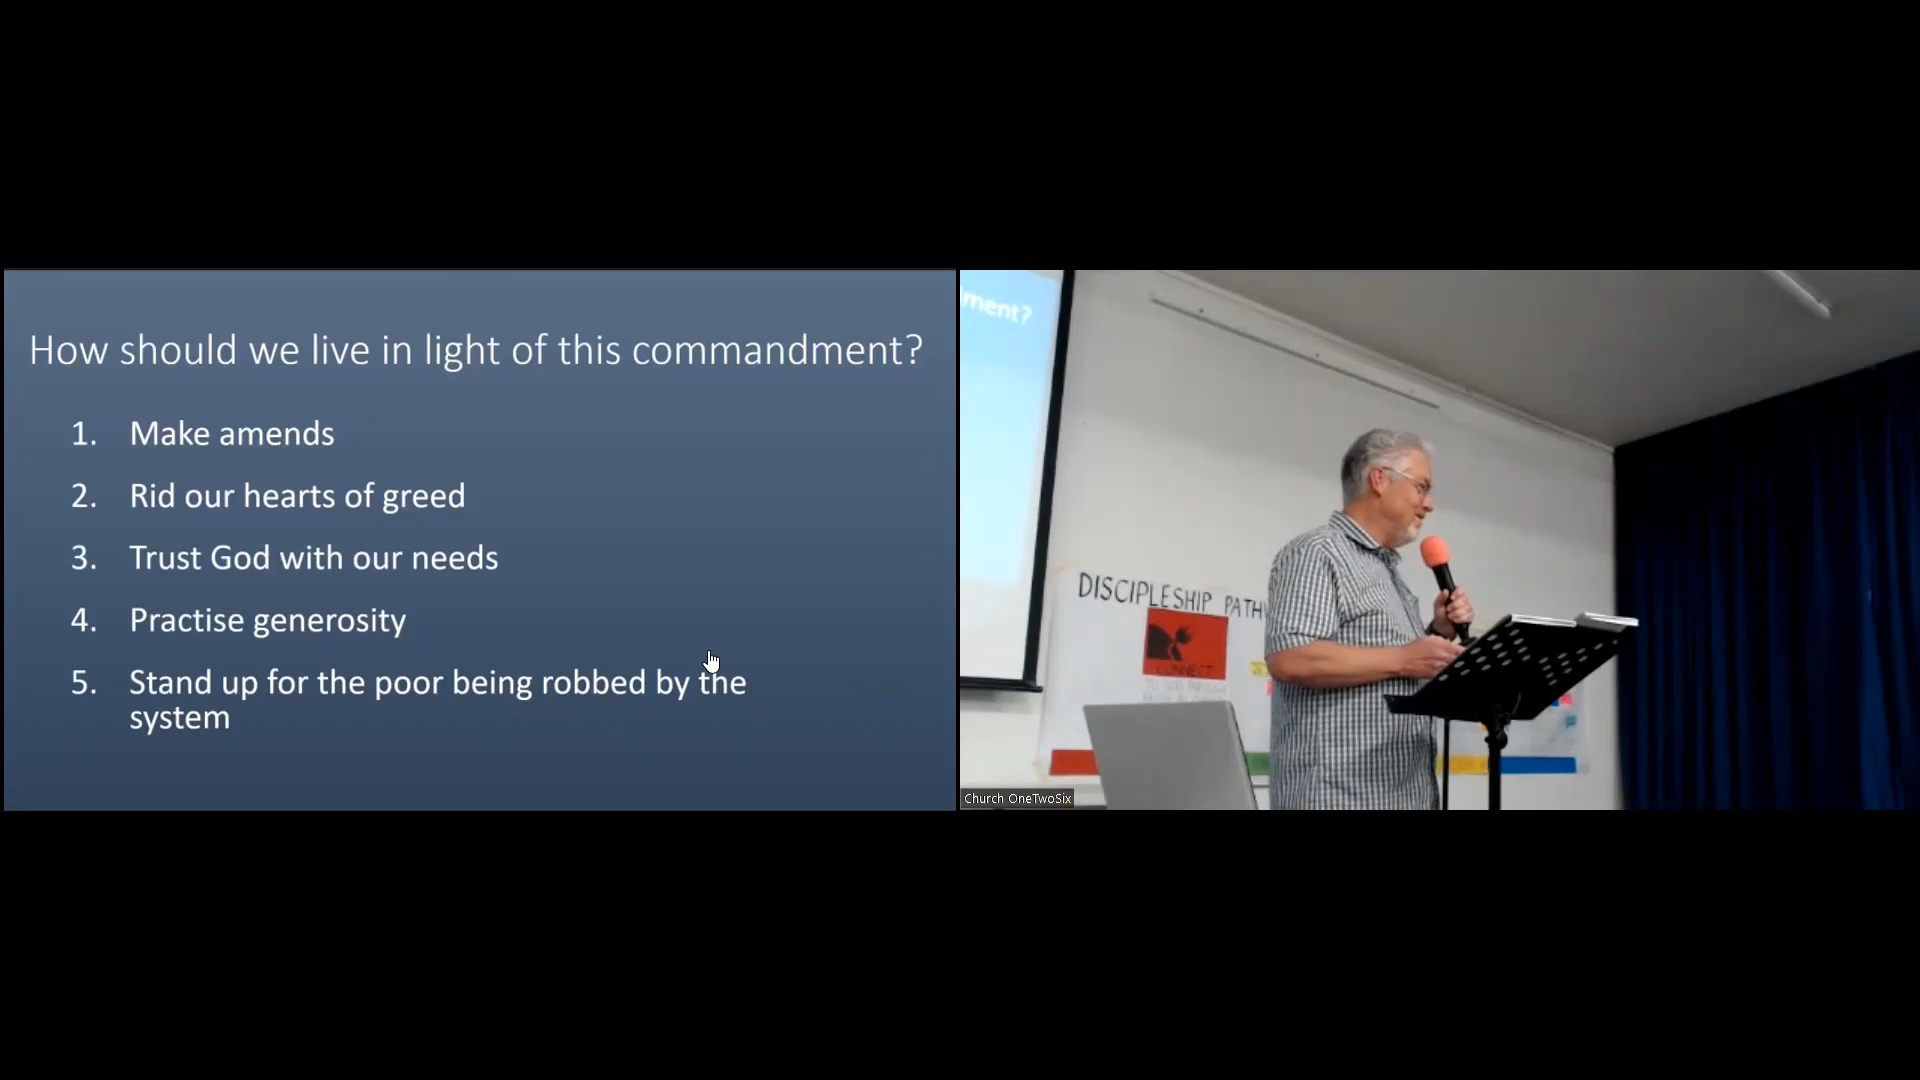 How should we live in light of this commandment?
1. Make amends
2. Rid our hearts of greed
3. Trust God with our needs
4. Practise generosity
5. Stand up for the poor being robbed by the
system
ment?
DISCIPLESHIP PATH
CONNECT
Church OneTwoSix